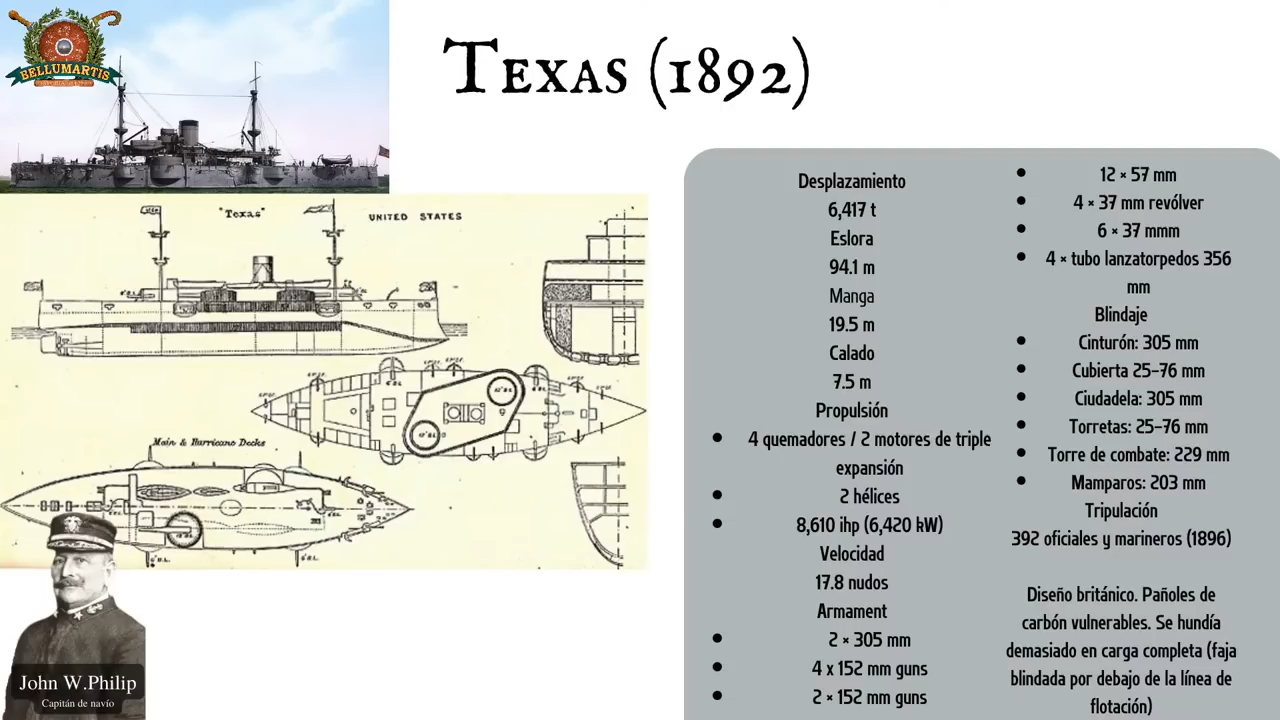 BELLUMARTIS
Texas (1892)
"Texas"
UNITED STATES
Main & Hurricane Decks
John W.Philip
Capitán de navío
Desplazamiento
6,417 t
Eslora
94.1 m
Manga
19.5 m
Calado
7.5 m
Propulsión
4 quemadores / 2 motores de triple
expansión
2 hélices
8,610 ihp (6,420 kW)
Velocidad
17.8 nudos
Armament
2 × 305 mm
4 x 152 mm guns
2 × 152 mm guns
12 × 57 mm
4 × 37 mm revólver
6 × 37 mmm
4 × tubo lanzatorpedos 356
mm
Blindaje
Cinturón: 305 mm
Cubierta 25–76 mm
Ciudadela: 305 mm
Torretas: 25–76 mm
Torre de combate: 229 mm
Mamparos: 203 mm
Tripulación
392 oficiales y marineros (1896)
Diseño británico. Pañoles de
carbón vulnerables. Se hundía
demasiado en carga completa (faja
blindada por debajo de la línea de
flotación)